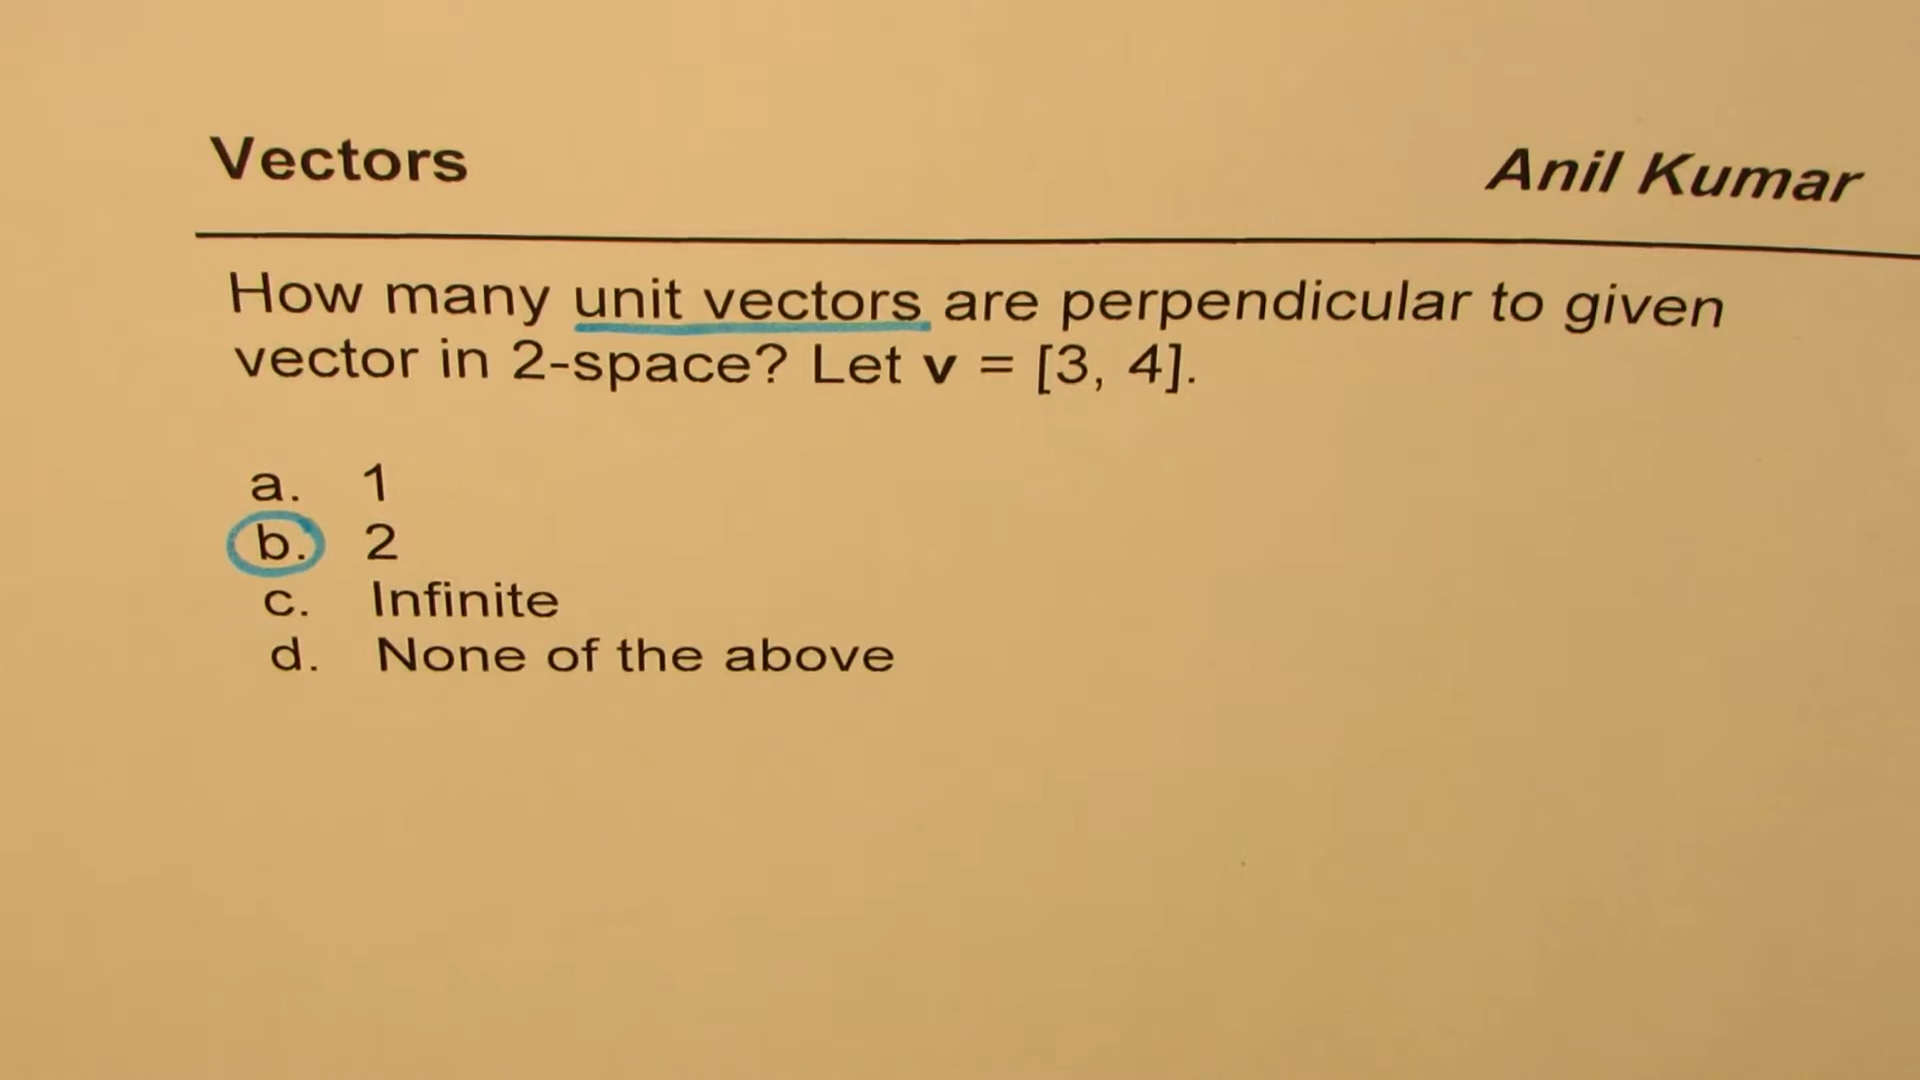 Vectors
Anil Kumar
How many unit vectors are perpendicular to given
vector in 2-space? Let v = [3, 4].
a. 1
b. 2
c. Infinite
d. None of the above